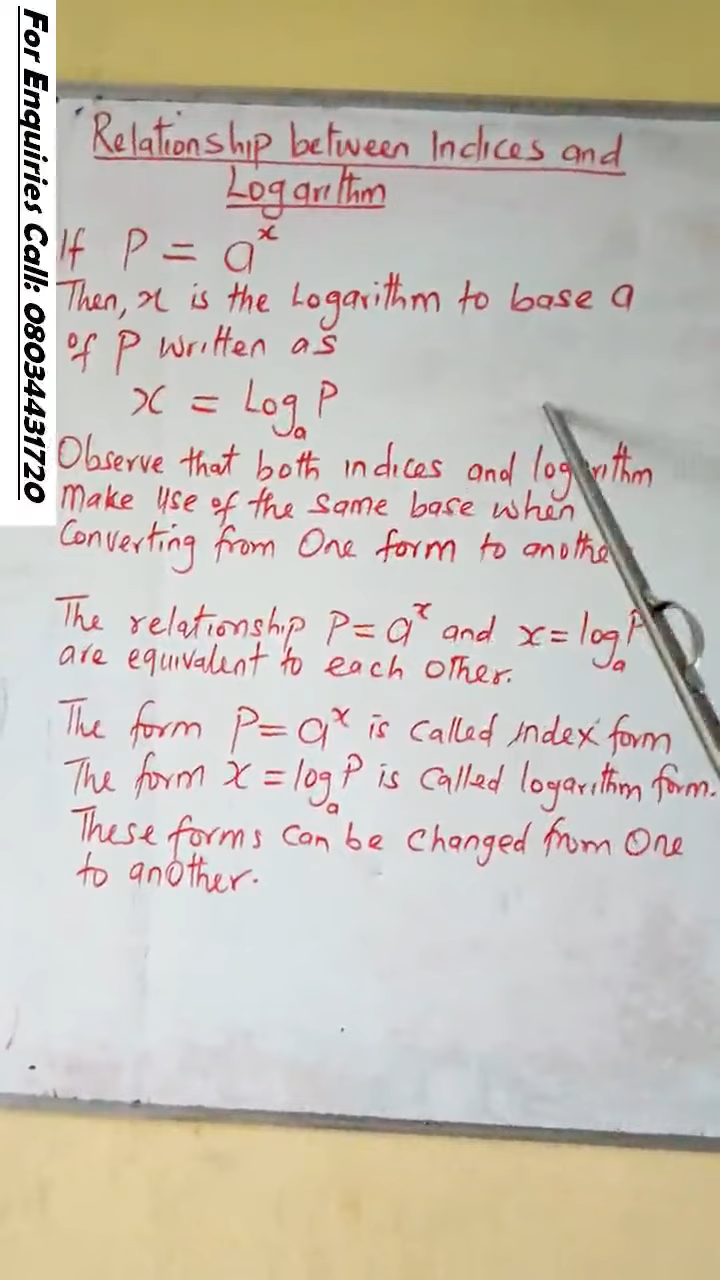 For Enquiries Call: 08034431720
Relationship between Indices and
Logarithm
If P = a^x
Then, x is the Logarithm to base a
of P written as
x = Log_a P
Observe that both indices and logarithm
make use of the same base when
Converting from One form to anothe
The relationship P = a^x and x = log_a P
are equivalent to each other.
The form P = a^x is called index form
The form x = log_a P is called logarithm form.
These forms can be changed from One
to another.